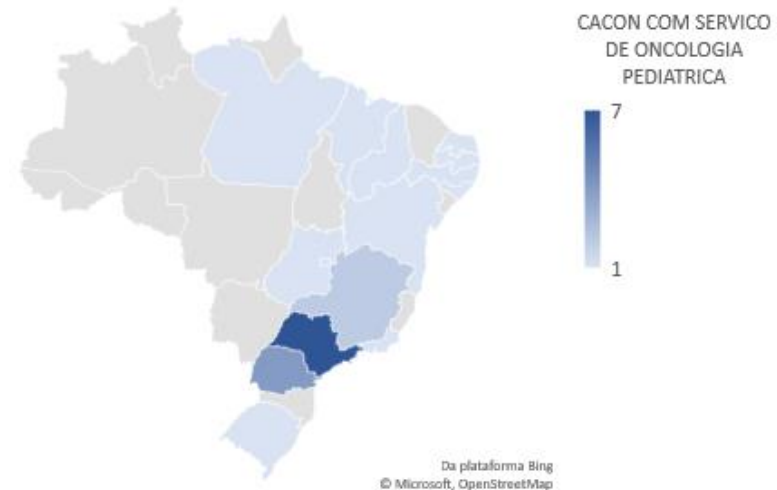 CACON COM SERVICO
DE ONCOLOGIA
PEDIATRICA
7
1
Da plataforma Bing
© Microsoft, OpenStreetMap